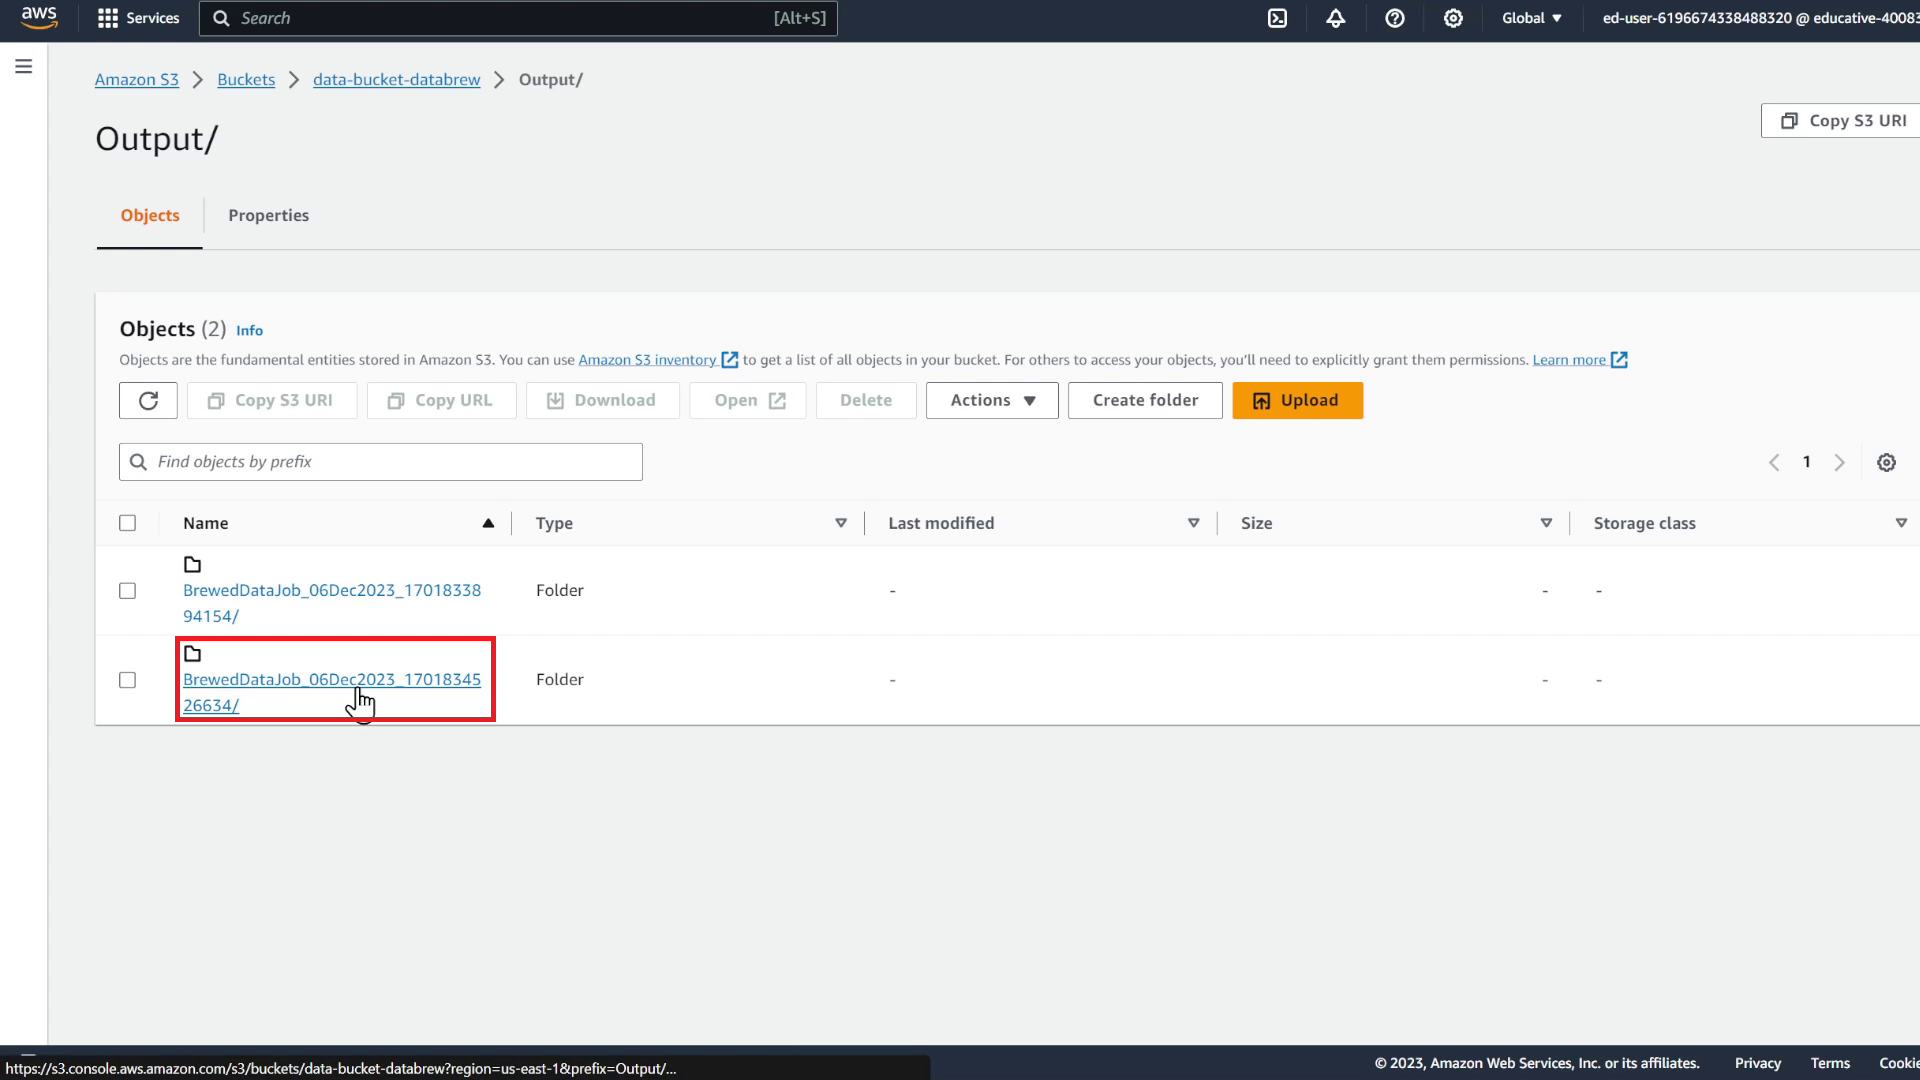 aws Services Search [Alt+S] Global ed-user-6196674338488320 @ educative-40083
Amazon S3 Buckets data-bucket-databrew Output/
Output/
Copy S3 URI
Objects Properties
Objects (2) Info
Objects are the fundamental entities stored in Amazon S3. You can use Amazon S3 inventory to get a list of all objects in your bucket. For others to access your objects, you'll need to explicitly grant them permissions. Learn more
Copy S3 URI Copy URL Download Open Delete Actions Create folder Upload
Find objects by prefix 1
Name Type Last modified Size Storage class
BrewedDataJob_06Dec2023_17018338
94154/
Folder - - -
BrewedDataJob_06Dec2023_17018345
26634/
Folder - - -
https://s3.console.aws.amazon.com/s3/buckets/data-bucket-databrew?region=us-east-1&prefix=Output/...
© 2023, Amazon Web Services, Inc. or its affiliates. Privacy Terms Cookie